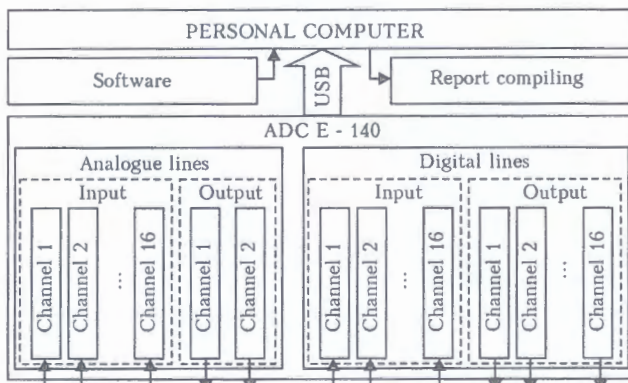 PERSONAL COMPUTER
Software
USB
Report compiling
ADC E - 140
Analogue lines
Digital lines
Input
Output
Input
Output
Channel 1
Channel 2
...
Channel 16
Channel 1
Channel 2
Channel 1
Channel 2
...
Channel 16
Channel 1
Channel 2
...
Channel 16